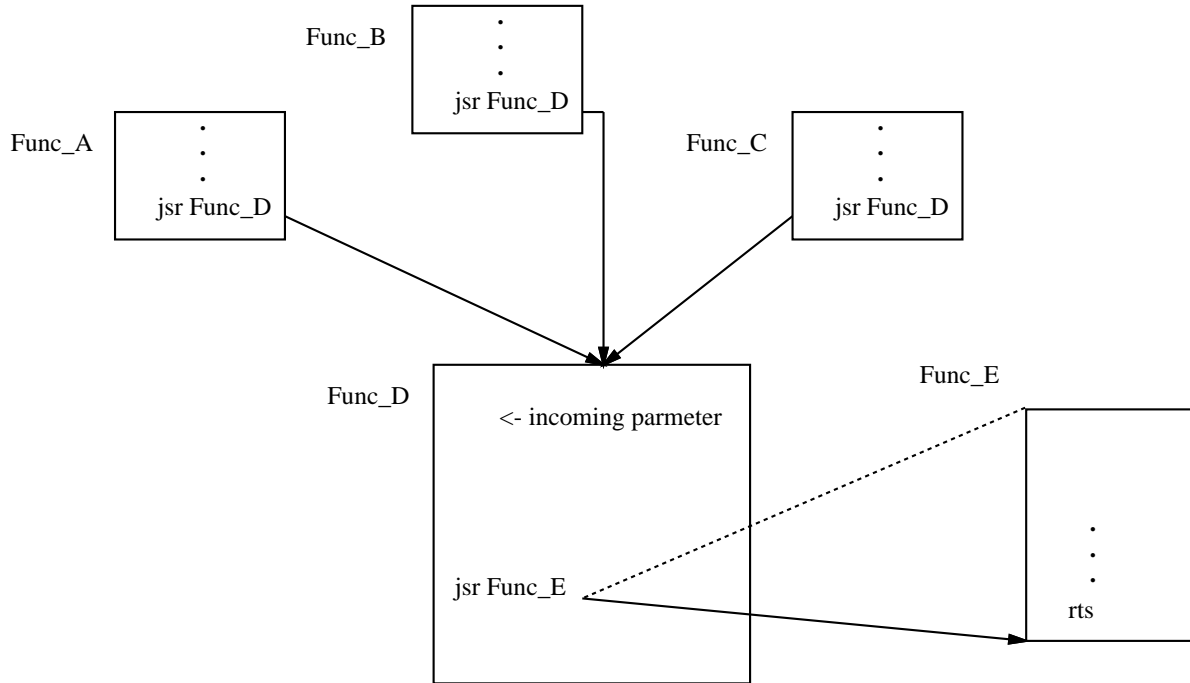 Func_B
jsr Func_D
Func_A
jsr Func_D
Func_C
jsr Func_D
Func_D
<- incoming parmeter
jsr Func_E
Func_E
rts